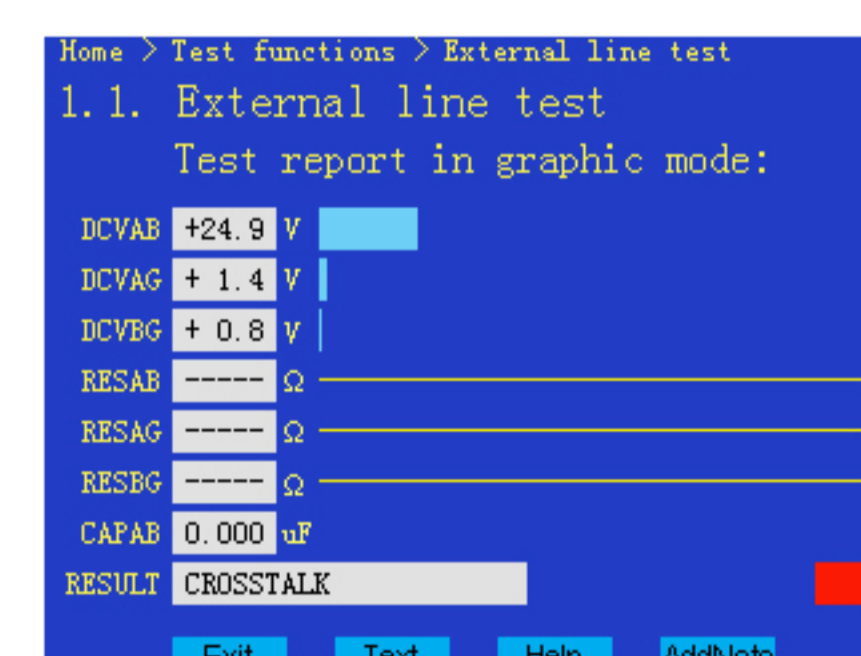 Home > Test functions > External line test
1.1. External line test
Test report in graphic mode:
DCVAB +24.9 V
DCVAG + 1.4 V
DCVBG + 0.8 V
RESAB ----- Ω
RESAG ----- Ω
RESBG ----- Ω
CAPAB 0.000 uF
RESULT CROSSTALK
Exit Text Help AddNote